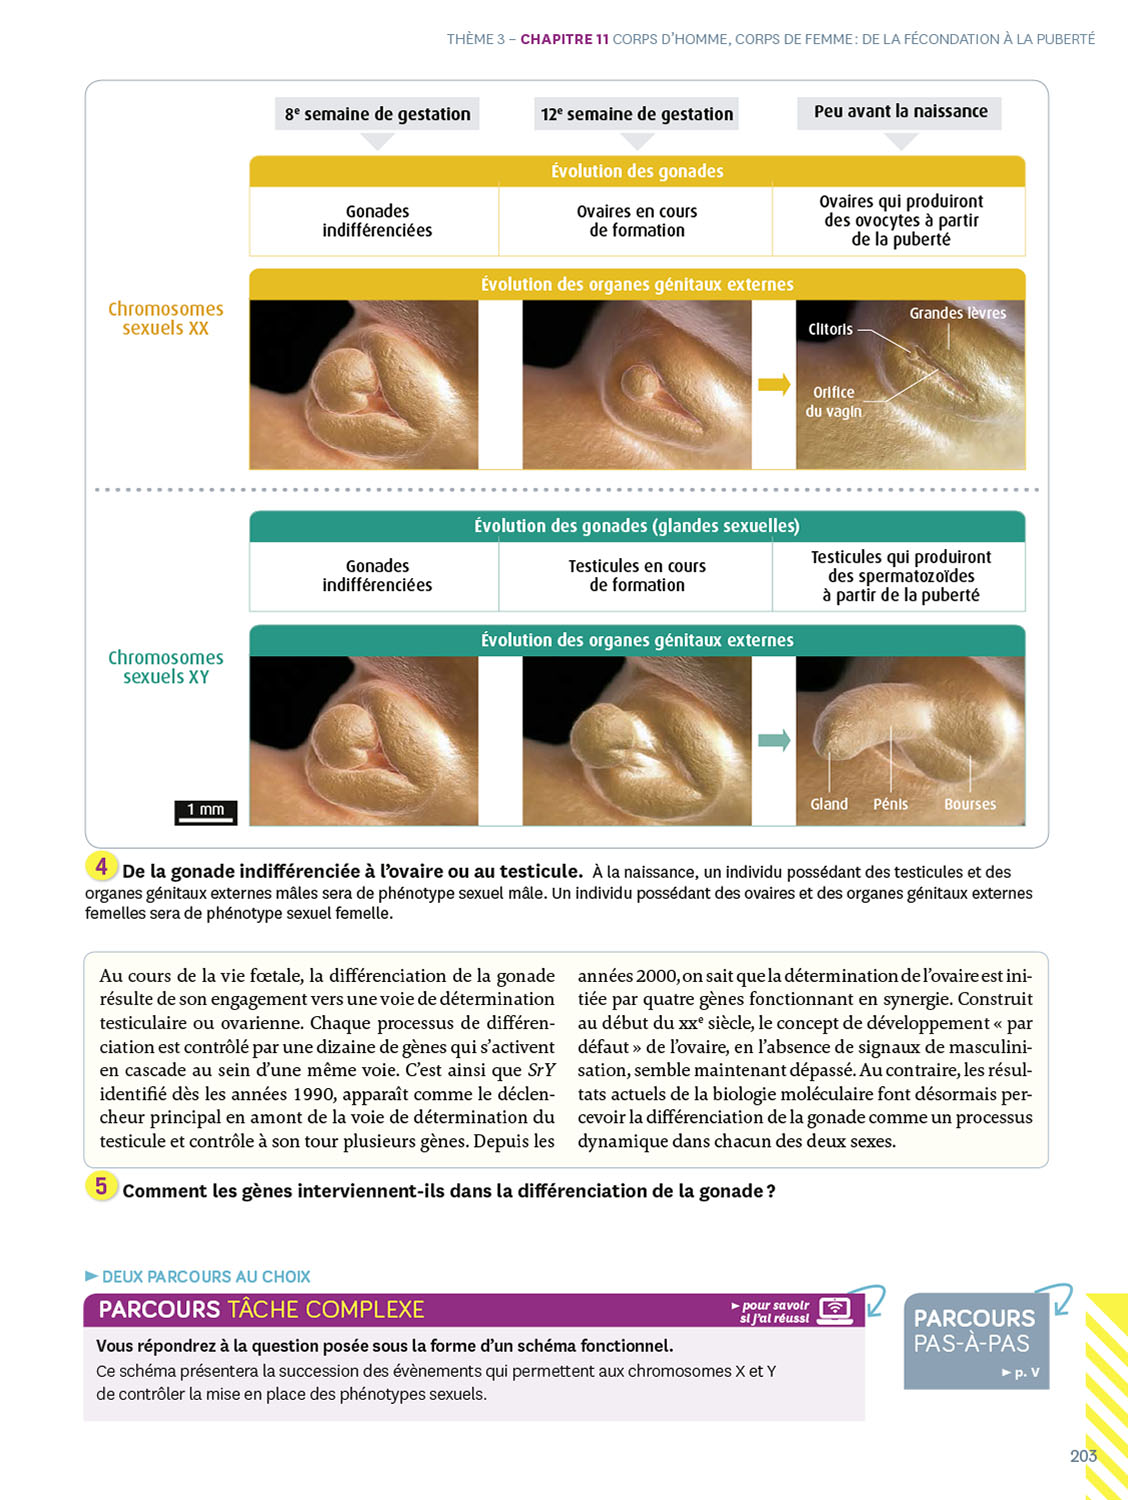 THÈME 3 – CHAPITRE 11 CORPS D'HOMME, CORPS DE FEMME : DE LA FÉCONDATION À LA PUBERTÉ
8e semaine de gestation
12e semaine de gestation
Peu avant la naissance
Évolution des gonades
Gonades
indifférenciées
Ovaires en cours
de formation
Ovaires qui produiront
des ovocytes à partir
de la puberté
Chromosomes
sexuels XX
Évolution des organes génitaux externes
Clitoris
Grandes lèvres
Orifice
du vagin
Évolution des gonades (glandes sexuelles)
Gonades
indifférenciées
Testicules en cours
de formation
Testicules qui produiront
des spermatozoïdes
à partir de la puberté
Chromosomes
sexuels XY
Évolution des organes génitaux externes
Gland
Pénis
Bourses
1 mm
4 De la gonade indifférenciée à l'ovaire ou au testicule. À la naissance, un individu possédant des testicules et des
organes génitaux externes mâles sera de phénotype sexuel mâle. Un individu possédant des ovaires et des organes génitaux externes
femelles sera de phénotype sexuel femelle.
Au cours de la vie fœtale, la différenciation de la gonade
résulte de son engagement vers une voie de détermination
testiculaire ou ovarienne. Chaque processus de différen-
ciation est contrôlé par une dizaine de gènes qui s'activent
en cascade au sein d'une même voie. C'est ainsi que SrY
identifié dès les années 1990, apparaît comme le déclen-
cheur principal en amont de la voie de détermination du
testicule et contrôle à son tour plusieurs gènes. Depuis les
années 2000, on sait que la détermination de l'ovaire est ini-
tiée par quatre gènes fonctionnant en synergie. Construit
au début du XXe siècle, le concept de développement « par
défaut » de l'ovaire, en l'absence de signaux de masculini-
sation, semble maintenant dépassé. Au contraire, les résul-
tats actuels de la biologie moléculaire font désormais per-
cevoir la différenciation de la gonade comme un processus
dynamique dans chacun des deux sexes.
5 Comment les gènes interviennent-ils dans la différenciation de la gonade ?
► DEUX PARCOURS AU CHOIX
PARCOURS TÂCHE COMPLEXE
► pour savoir
si j'ai réussi
Vous répondrez à la question posée sous la forme d'un schéma fonctionnel.
Ce schéma présentera la succession des évènements qui permettent aux chromosomes X et Y
de contrôler la mise en place des phénotypes sexuels.
PARCOURS
PAS-À-PAS
► p. V
203